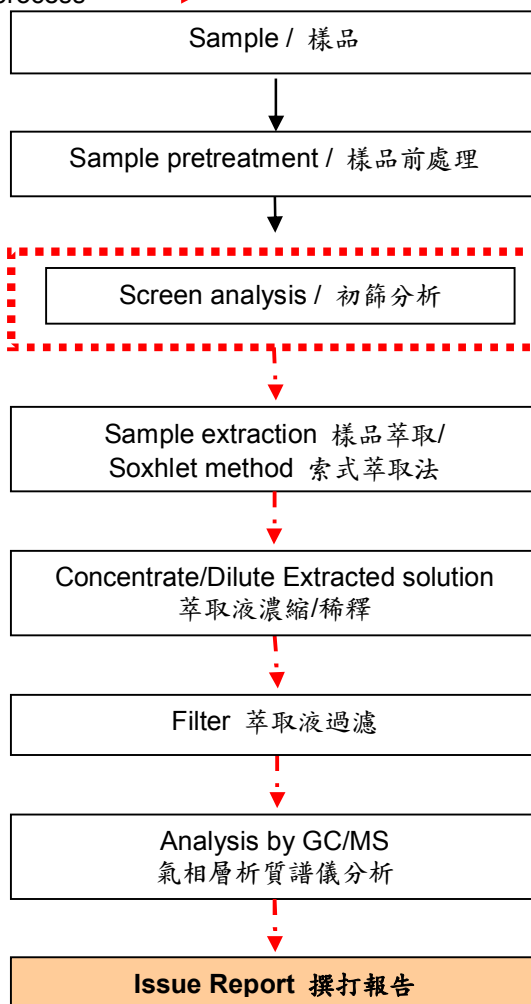 process
Sample / 樣品
Sample pretreatment / 樣品前處理
Screen analysis / 初篩分析
Sample extraction 樣品萃取/
Soxhlet method 索式萃取法
Concentrate/Dilute Extracted solution
萃取液濃縮/稀釋
Filter 萃取液過濾
Analysis by GC/MS
氣相層析質譜儀分析
Issue Report 撰打報告